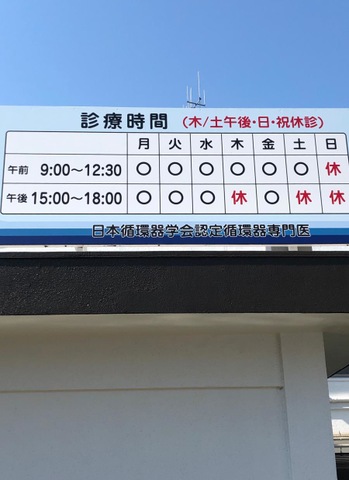 診療時間 (木/土午後・日・祝休診)
月 火 水 木 金 土 日
午前 9:00〜12:30 ○ ○ ○ ○ ○ ○ 休
午後 15:00〜18:00 ○ ○ ○ 休 ○ 休 休
日本循環器学会認定循環器専門医